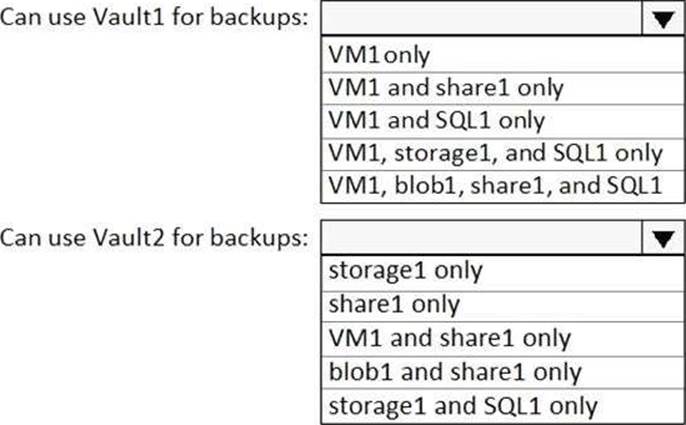 Can use Vault1 for backups:
VM1 only
VM1 and share1 only
VM1 and SQL1 only
VM1, storage1, and SQL1 only
VM1, blob1, share1, and SQL1
Can use Vault2 for backups:
storage1 only
share1 only
VM1 and share1 only
blob1 and share1 only
storage1 and SQL1 only